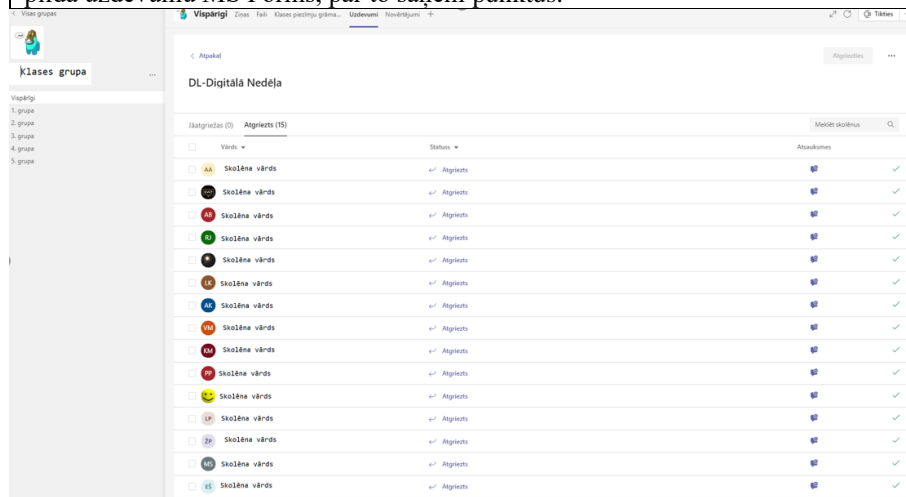 pilda uzdevumu MS Forms, par to saņem punktus.
Visas grupas
Vispārīgi Ziņas Faili Klases piezīmju grāma... Uzdevumi Novērtējumi +
Tikties
Klases grupa ...
Vispārīgi
1. grupa
2. grupa
3. grupa
4. grupa
5. grupa
Atpakaļ
Atgriezties ...
DL-Digitālā Nedēļa
Jāatgriežas (0) Atgriezts (15)
Meklēt skolēnus
Vārds Statuss Atsauksmes
AA Skolēna vārds Atgriezts
Skolēna vārds Atgriezts
AB Skolēna vārds Atgriezts
RJ Skolēna vārds Atgriezts
Skolēna vārds Atgriezts
LK Skolēna vārds Atgriezts
AK Skolēna vārds Atgriezts
VM Skolēna vārds Atgriezts
KM Skolēna vārds Atgriezts
PP Skolēna vārds Atgriezts
Skolēna vārds Atgriezts
LP Skolēna vārds Atgriezts
ŽP Skolēna vārds Atgriezts
MS Skolēna vārds Atgriezts
EŠ Skolēna vārds Atgriezts